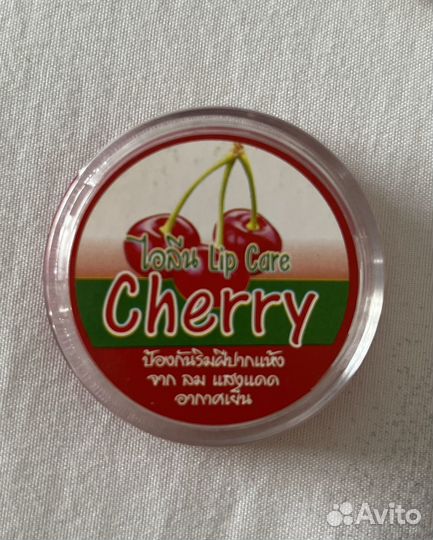 ไอลีน Lip Care
Cherry
ป้องกันริมฝีปากแห้ง
จาก ลม แสงแดด
อากาศเย็น
Avito